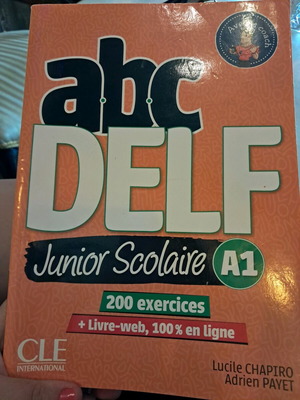 abc
DELF
Junior Scolaire A1
200 exercices
+ Livre-web, 100% en ligne
CLE
INTERNATIONAL
Lucile CHAPIRO
Adrien PAYET